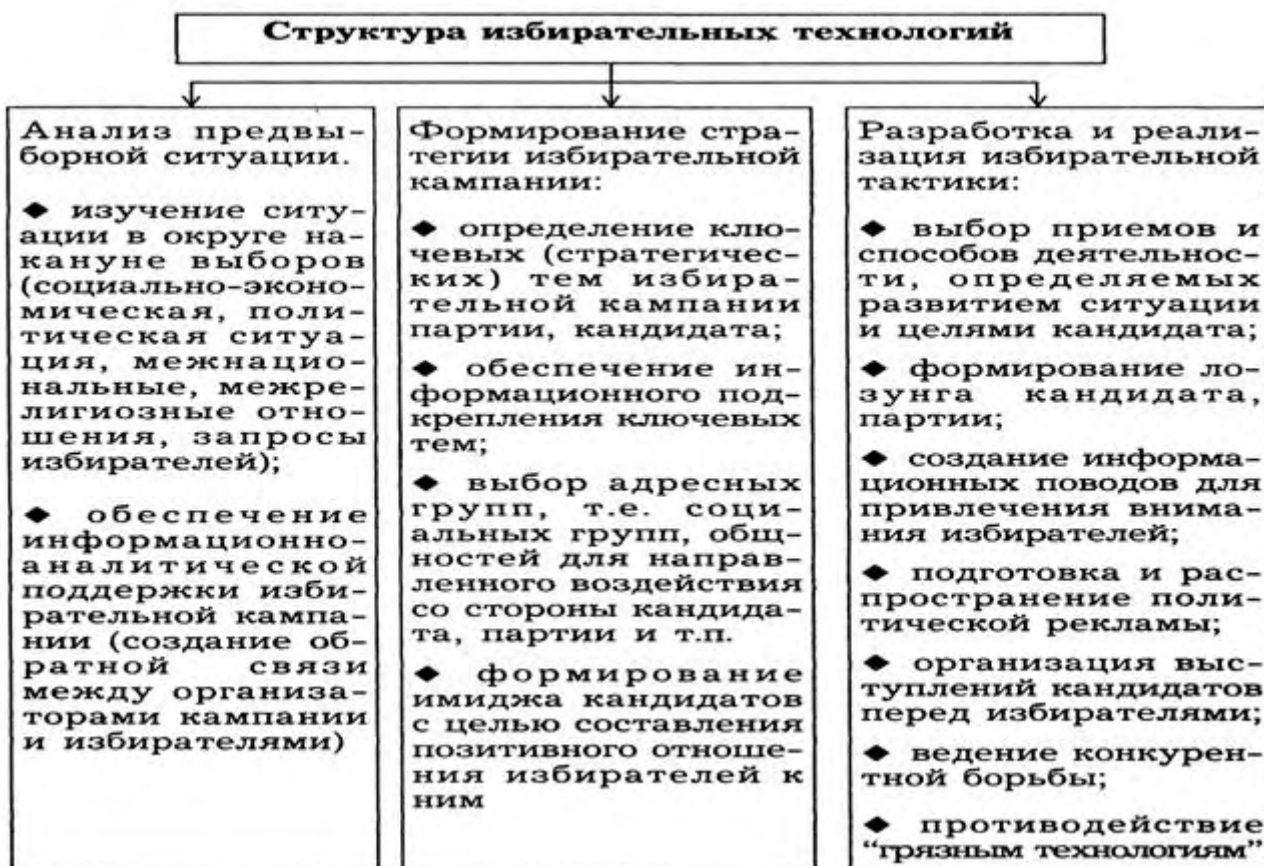 Структура избирательных технологий
Анализ предвы-
борной ситуации.
◆ изучение ситу-
ации в округе на-
кануне выборов
(социально-эконо-
мическая, поли-
тическая ситуа-
ция, межнацио-
нальные, межре-
лигиозные отно-
шения, запросы
избирателей);
◆ обеспечение
информационно-
аналитической
поддержки изби-
рательной кампа-
нии (создание об-
ратной связи
между организа-
торами кампании
и избирателями)
Формирование стра-
тегии избирательной
кампании:
◆ определение клю-
чевых (стратегичес-
ких) тем избира-
тельной кампании
партии, кандидата;
◆ обеспечение ин-
формационного под-
крепления ключевых
тем;
◆ выбор адресных
групп, т.е. соци-
альных групп, общ-
ностей для направ-
ленного воздействия
со стороны кандида-
та, партии и т.п.
◆ формирование
имиджа кандидатов
с целью составления
позитивного отноше-
ния избирателей к
ним
Разработка и реали-
зация избирательной
тактики:
◆ выбор приемов и
способов деятельнос-
ти, определяемых
развитием ситуации
и целями кандидата;
◆ формирование ло-
зунга кандидата,
партии;
◆ создание информа-
ционных поводов для
привлечения внима-
ния избирателей;
◆ подготовка и рас-
пространение поли-
тической рекламы;
◆ организация выс-
туплений кандидатов
перед избирателями;
◆ ведение конкурен-
тной борьбы;
◆ противодействие
“грязным технологиям”